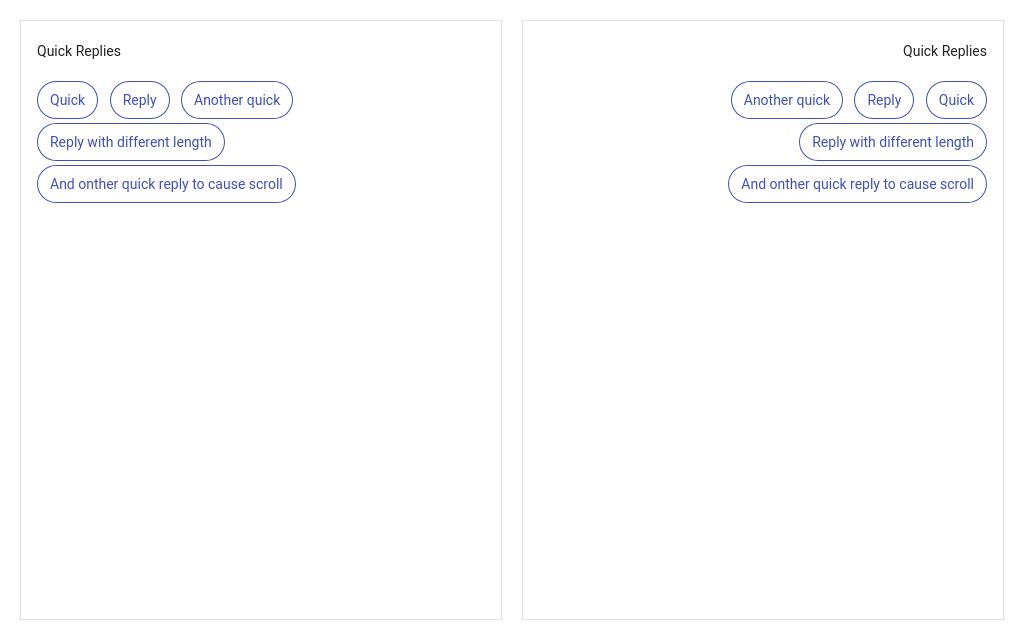 Quick Replies
Quick Reply Another quick
Reply with different length
And onther quick reply to cause scroll
Quick Replies
Another quick Reply Quick
Reply with different length
And onther quick reply to cause scroll